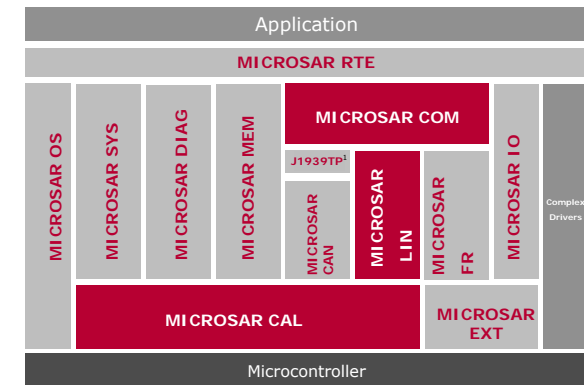 Application
MICROSAR RTE
MICROSAR OS
MICROSAR SYS
MICROSAR DIAG
MICROSAR MEM
MICROSAR COM
J1939TP¹
MICROSAR
CAN
MICROSAR
LIN
MICROSAR
FR
MICROSAR IO
Complex
Drivers
MICROSAR CAL
MICROSAR
EXT
Microcontroller